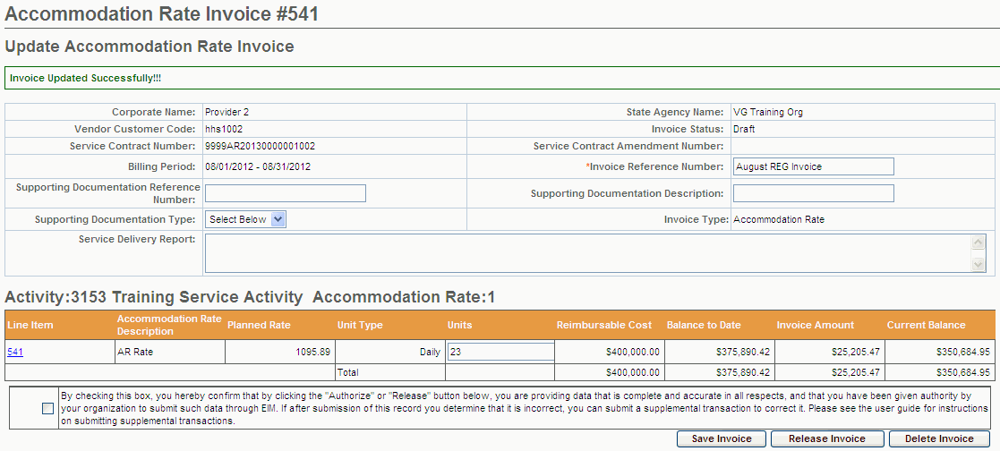 Accommodation Rate Invoice #541
Update Accommodation Rate Invoice
Invoice Updated Successfully!!!
Corporate Name: Provider 2 State Agency Name: VG Training Org
Vendor Customer Code: hhs1002 Invoice Status: Draft
Service Contract Number: 9999AR20130000001002 Service Contract Amendment Number:
Billing Period: 08/01/2012 - 08/31/2012 *Invoice Reference Number: August REG Invoice
Supporting Documentation Reference
Number: Supporting Documentation Description:
Supporting Documentation Type: Select Below Invoice Type: Accommodation Rate
Service Delivery Report:
Activity:3153 Training Service Activity Accommodation Rate:1
Line Item Accommodation Rate Description Planned Rate Unit Type Units Reimbursable Cost Balance to Date Invoice Amount Current Balance
541 AR Rate 1095.89 Daily 23 $400,000.00 $375,890.42 $25,205.47 $350,684.95
Total $400,000.00 $375,890.42 $25,205.47 $350,684.95
By checking this box, you hereby confirm that by clicking the "Authorize" or "Release" button below, you are providing data that is complete and accurate in all respects, and that you have been given authority by
your organization to submit such data through EIM. If after submission of this record you determine that it is incorrect, you can submit a supplemental transaction to correct it. Please see the user guide for instructions
on submitting supplemental transactions.
Save Invoice Release Invoice Delete Invoice